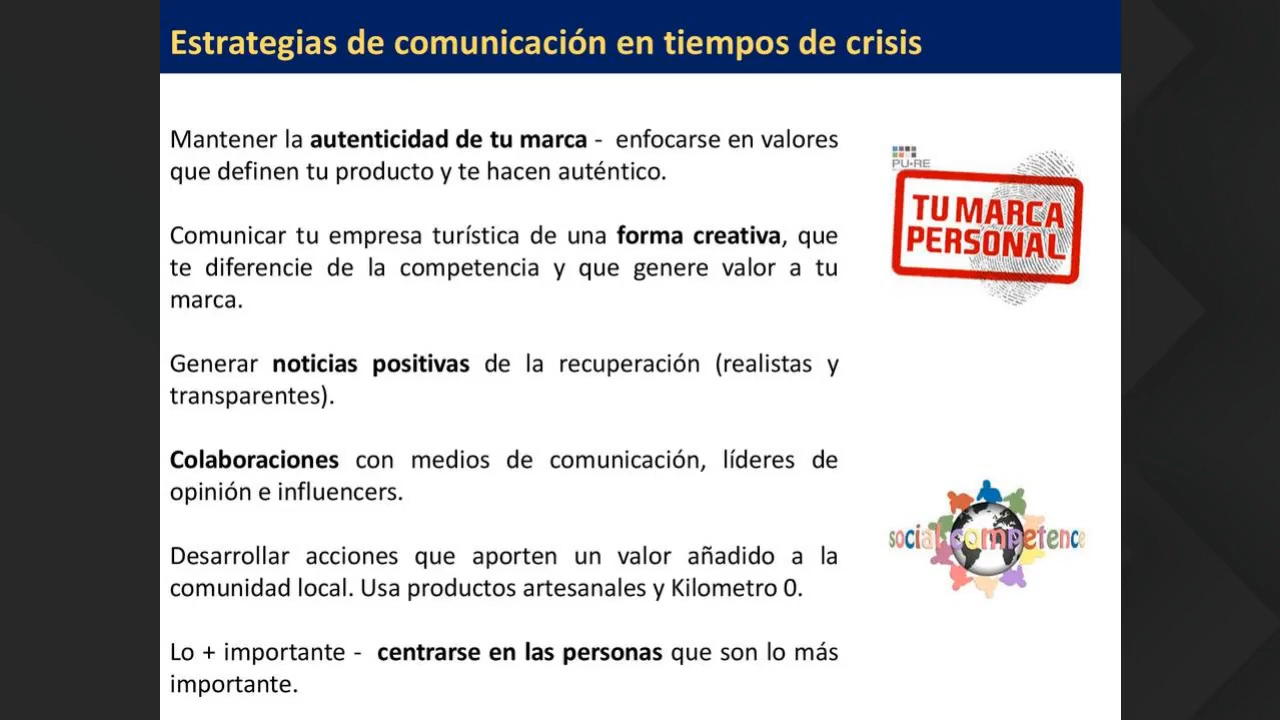 Estrategias de comunicación en tiempos de crisis
Mantener la autenticidad de tu marca - enfocarse en valores
que definen tu producto y te hacen auténtico.
Comunicar tu empresa turística de una forma creativa, que
te diferencie de la competencia y que genere valor a tu
marca.
Generar noticias positivas de la recuperación (realistas y
transparentes).
Colaboraciones con medios de comunicación, líderes de
opinión e influencers.
Desarrollar acciones que aporten un valor añadido a la
comunidad local. Usa productos artesanales y Kilometro 0.
Lo + importante - centrarse en las personas que son lo más
importante.
PU+RE
TU MARCA
PERSONAL
social competence